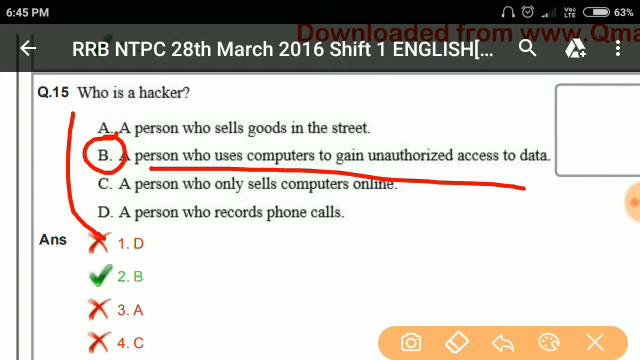 6:45 PM
Vo)
LTE
63%
Downloaded from www.Qma
RRB NTPC 28th March 2016 Shift 1 ENGLISH[...
Q.15 Who is a hacker?
A. A person who sells goods in the street.
B. A person who uses computers to gain unauthorized access to data.
C. A person who only sells computers online.
D. A person who records phone calls.
Ans
1. D
2. B
3. A
4. C